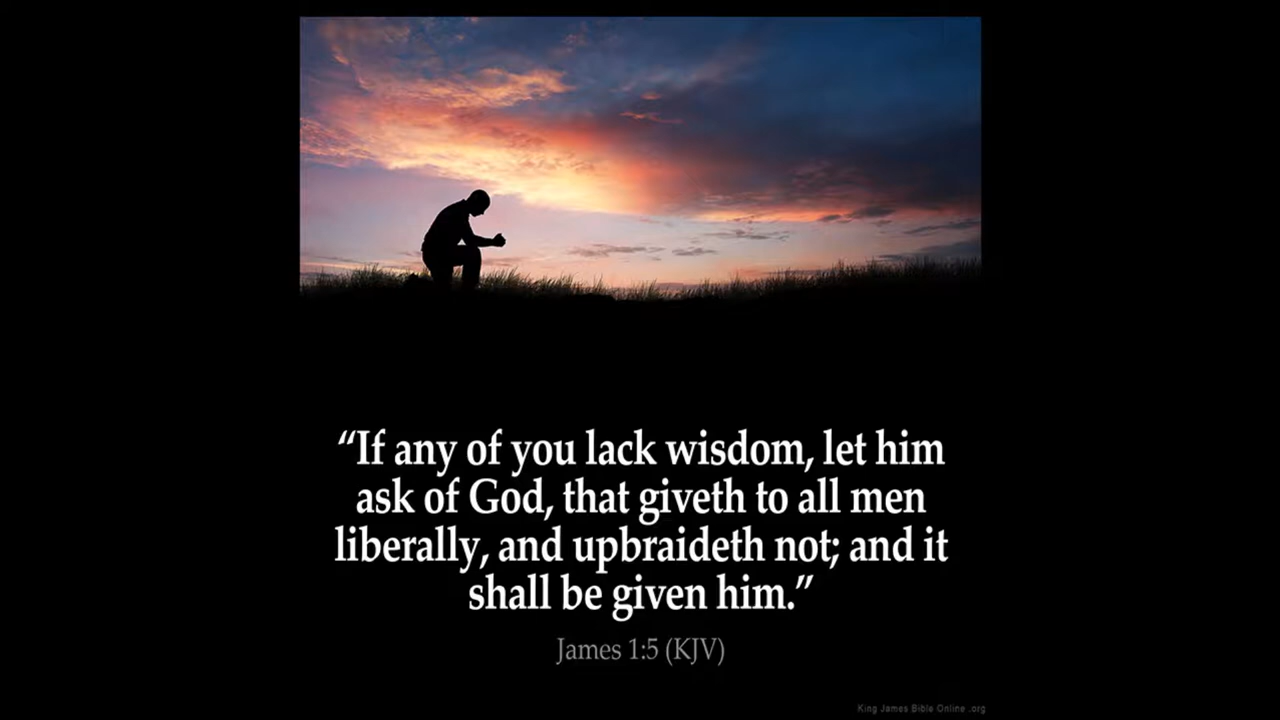 “If any of you lack wisdom, let him
ask of God, that giveth to all men
liberally, and upbraideth not; and it
shall be given him.”
James 1:5 (KJV)
King James Bible Online .org